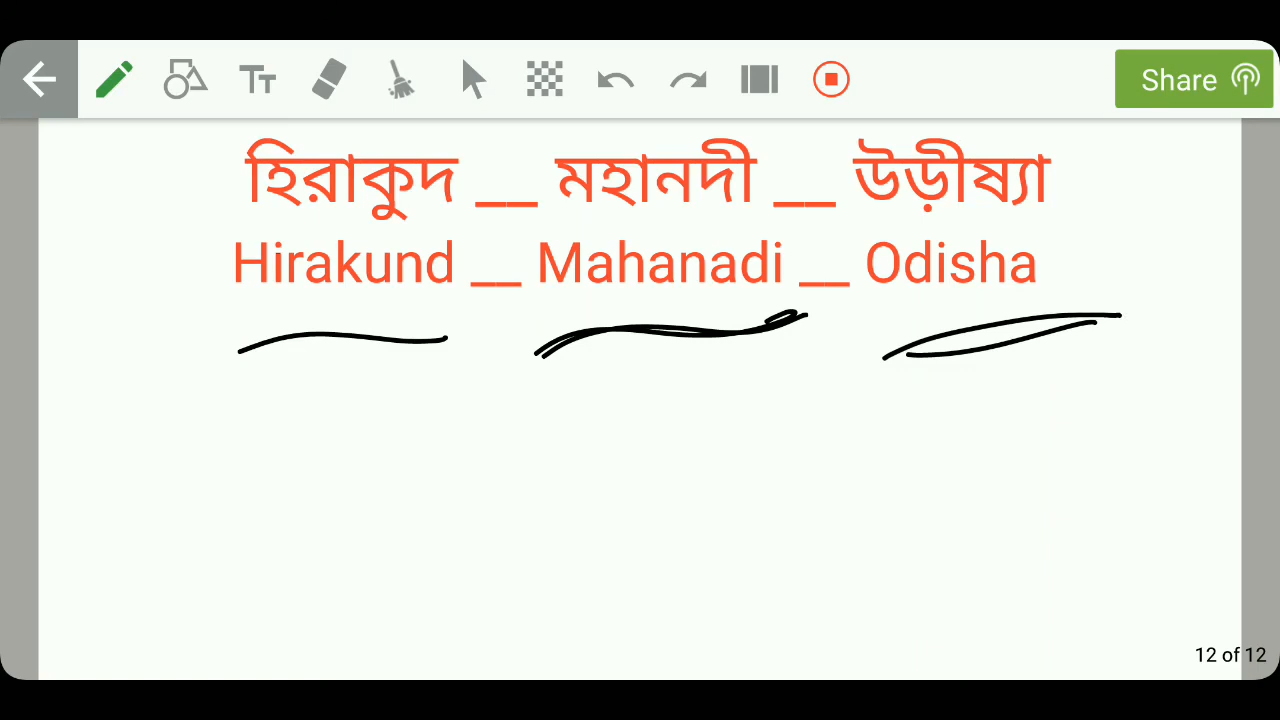 Share
হিরাকুদ __ মহানদী __ উড়ীষ্যা
Hirakund __ Mahanadi __ Odisha
12 of 12